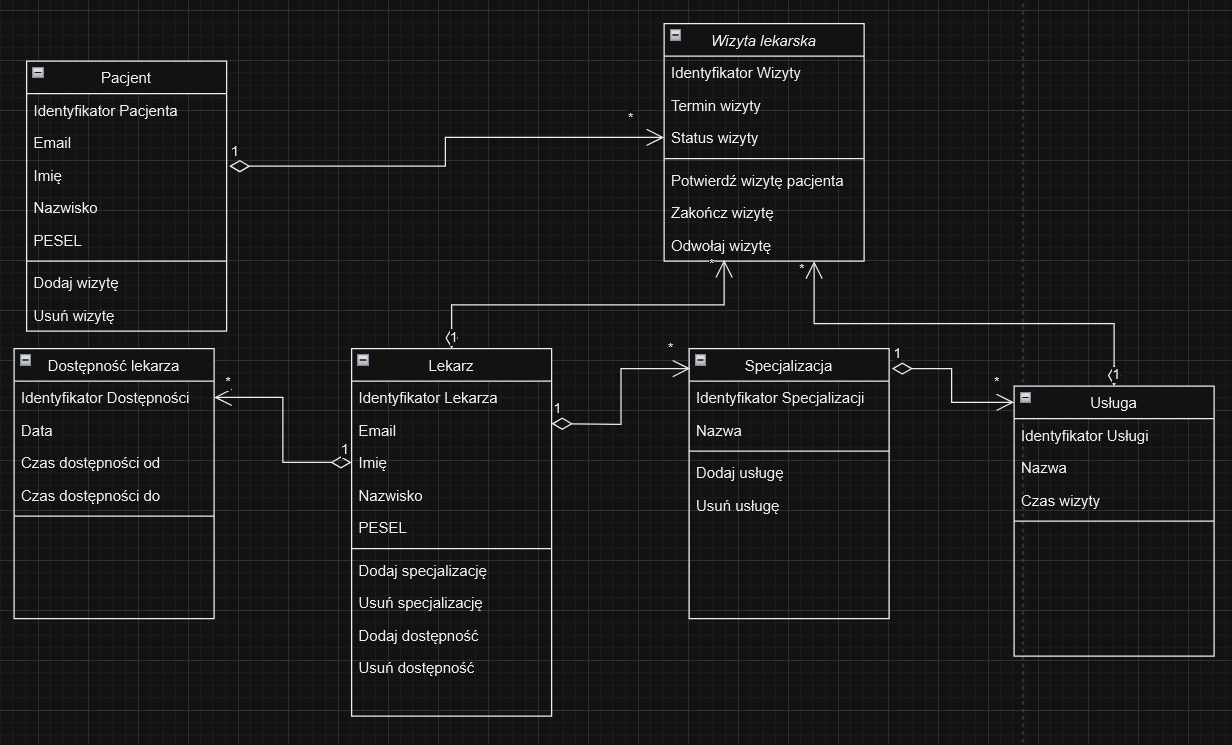 Pacjent
Identyfikator Pacjenta
Email
Imię
Nazwisko
PESEL
Dodaj wizytę
Usuń wizytę
1
*
Wizyta lekarska
Identyfikator Wizyty
Termin wizyty
Status wizyty
Potwierdź wizytę pacjenta
Zakończ wizytę
Odwołaj wizytę
*
*
Dostępność lekarza
Identyfikator Dostępności
Data
Czas dostępności od
Czas dostępności do
*
1
1
Lekarz
Identyfikator Lekarza
Email
Imię
Nazwisko
PESEL
Dodaj specjalizację
Usuń specjalizację
Dodaj dostępność
Usuń dostępność
1
*
Specjalizacja
Identyfikator Specjalizacji
Nazwa
Dodaj usługę
Usuń usługę
1
*
1
Usługa
Identyfikator Usługi
Nazwa
Czas wizyty